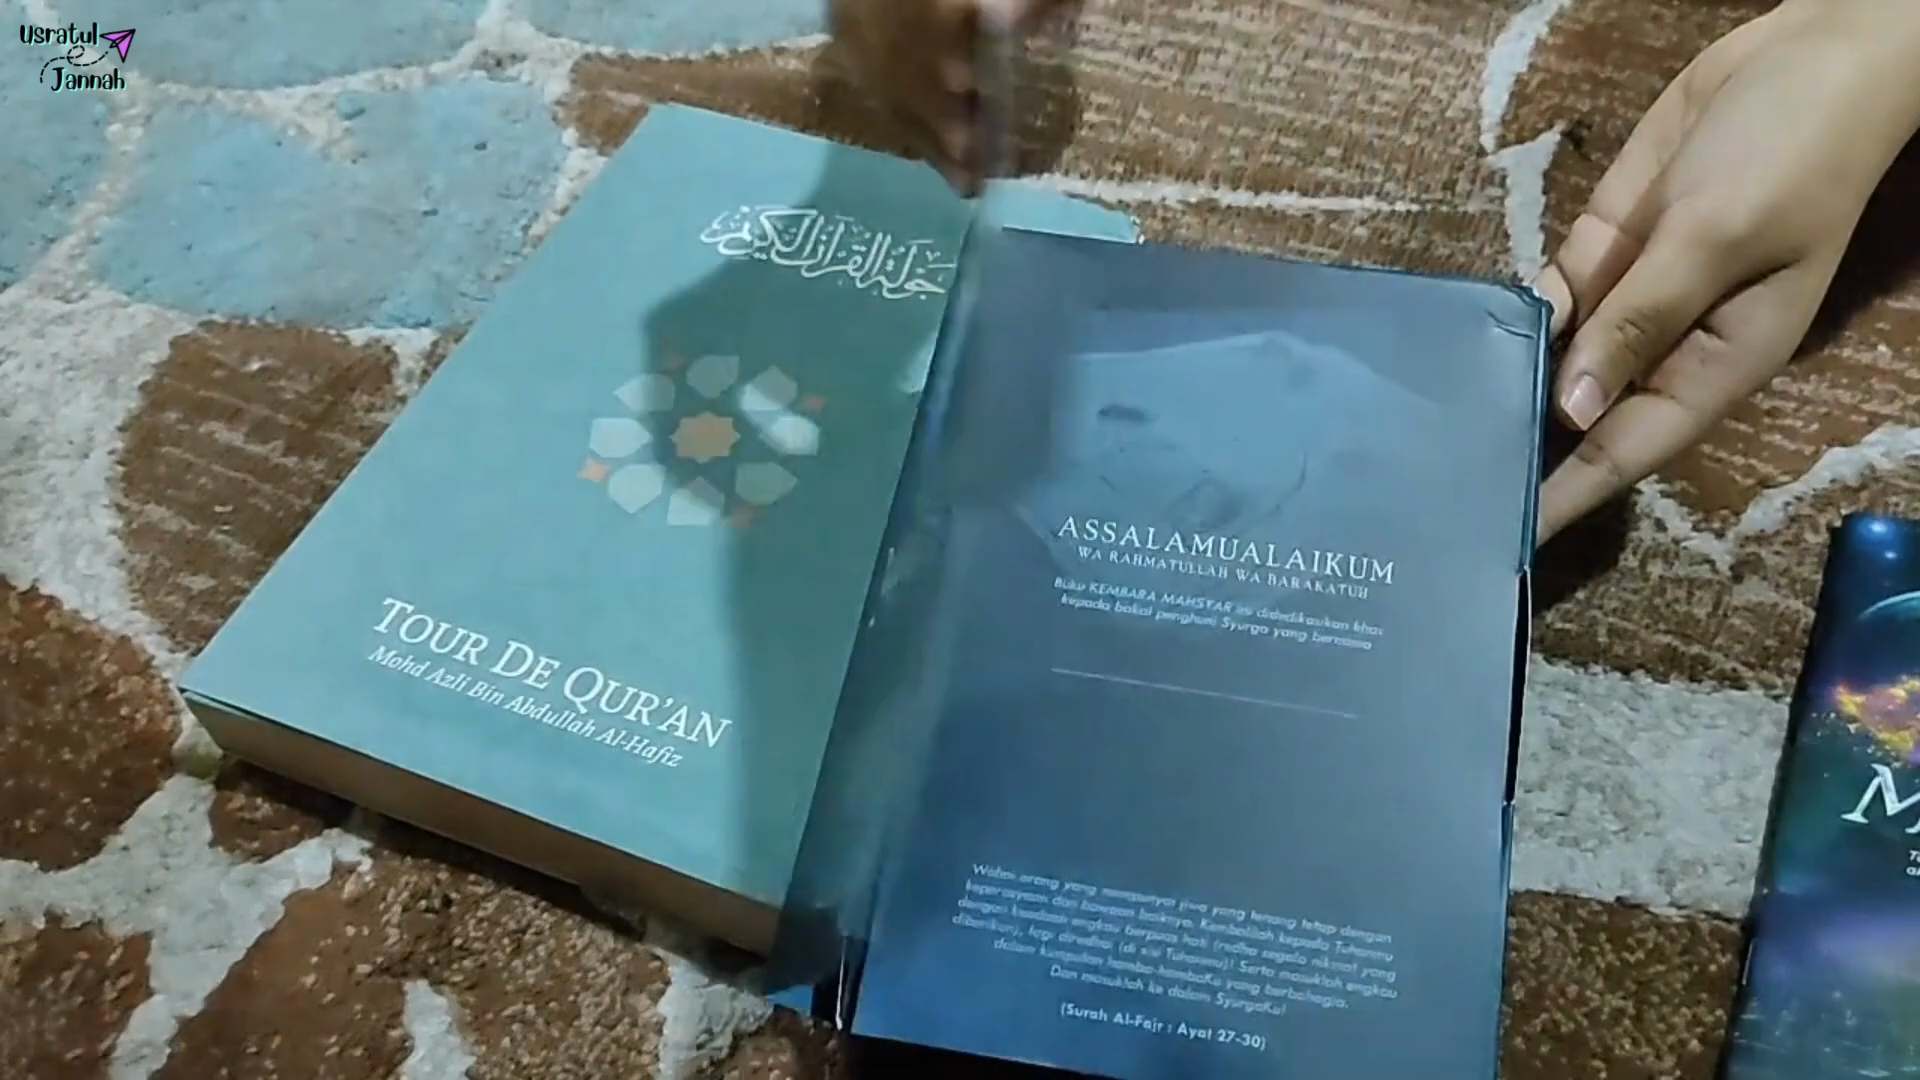 Usratul
Jannah
جولة القرآن الكريم
TOUR DE QUR'AN
Mohd Azli Bin Abdullah Al-Hafiz
ASSALAMUALAIKUM
WA RAHMATULLAH WA BARAKATUH
Buku KEMBARA MAHSYAR ini didedikasikan khas
kepada bakal penghuni Syurga yang bernama
Wahai orang yang mempunyai jiwa yang tenang tetap dengan
kepercayaan dan bawaan baiknya. Kembalilah kepada Tuhanmu
dengan keadaan engkau berpuas hati (redha segala nikmat yang
diberikan), lagi diredhai (di sisi Tuhanmu)! Serta masuklah engkau
dalam kumpulan hamba-hambaKu yang berbahagia.
Dan masuklah ke dalam SyurgaKu!
(Surah Al-Fajr : Ayat 27-30)
M